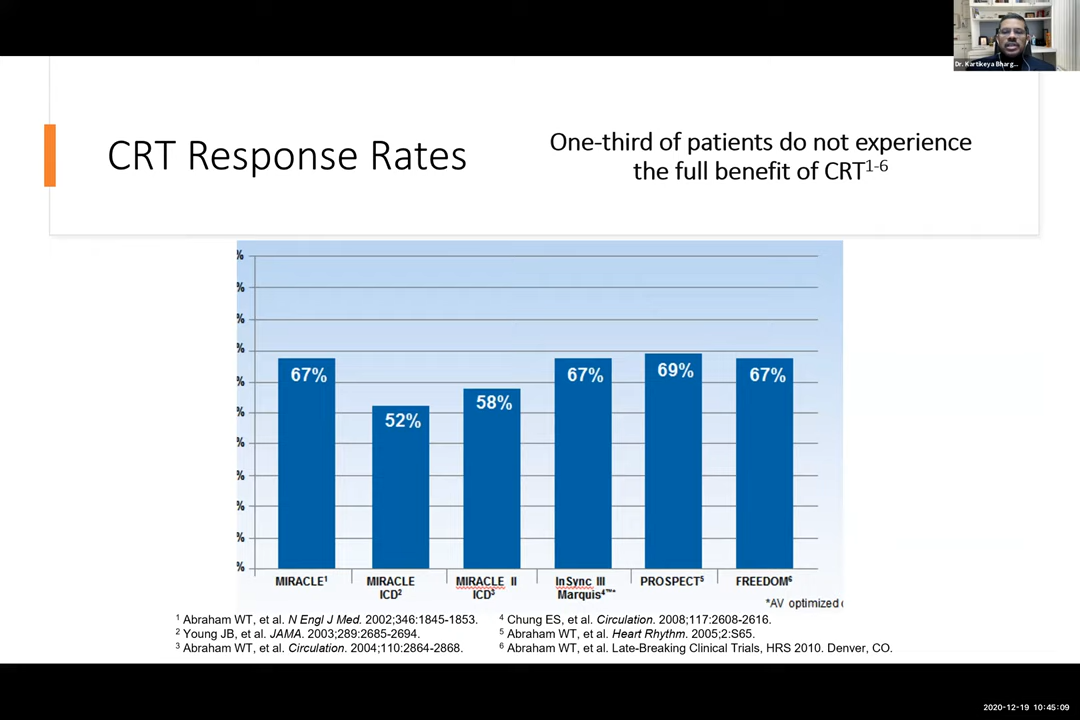 Dr. Kartikeya Bharg...
CRT Response Rates
One-third of patients do not experience
the full benefit of CRT1-6
%
%
%
%
%
%
%
%
%
%
%
67%
52%
58%
67%
69%
67%
MIRACLE1
MIRACLE
ICD2
MIRACLE II
ICD3
InSync III
Marquis4™*
PROSPECT5
FREEDOM6
*AV optimized
1 Abraham WT, et al. N Engl J Med. 2002;346:1845-1853.
2 Young JB, et al. JAMA. 2003;289:2685-2694.
3 Abraham WT, et al. Circulation. 2004;110:2864-2868.
4 Chung ES, et al. Circulation. 2008;117:2608-2616.
5 Abraham WT, et al. Heart Rhythm. 2005;2:S65.
6 Abraham WT, et al. Late-Breaking Clinical Trials, HRS 2010. Denver, CO.
2020-12-19 10:45:09